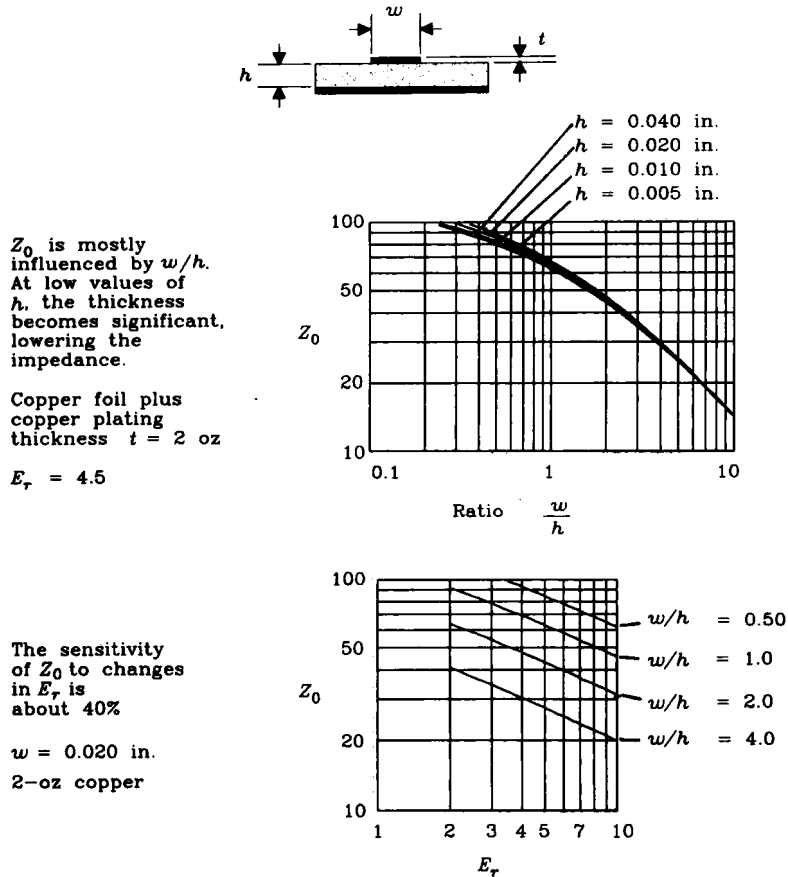 w
t
h
h = 0.040 in.
h = 0.020 in.
h = 0.010 in.
h = 0.005 in.
Z0 is mostly
influenced by w/h.
At low values of
h, the thickness
becomes significant,
lowering the
impedance.
Copper foil plus
copper plating
thickness t = 2 oz
Er = 4.5
100
50
20
10
Z0
0.1
1
10
Ratio w/h
The sensitivity
of Z0 to changes
in Er is
about 40%
w = 0.020 in.
2-oz copper
100
50
20
10
Z0
w/h = 0.50
w/h = 1.0
w/h = 2.0
w/h = 4.0
1 2 3 4 5 7 10
Er